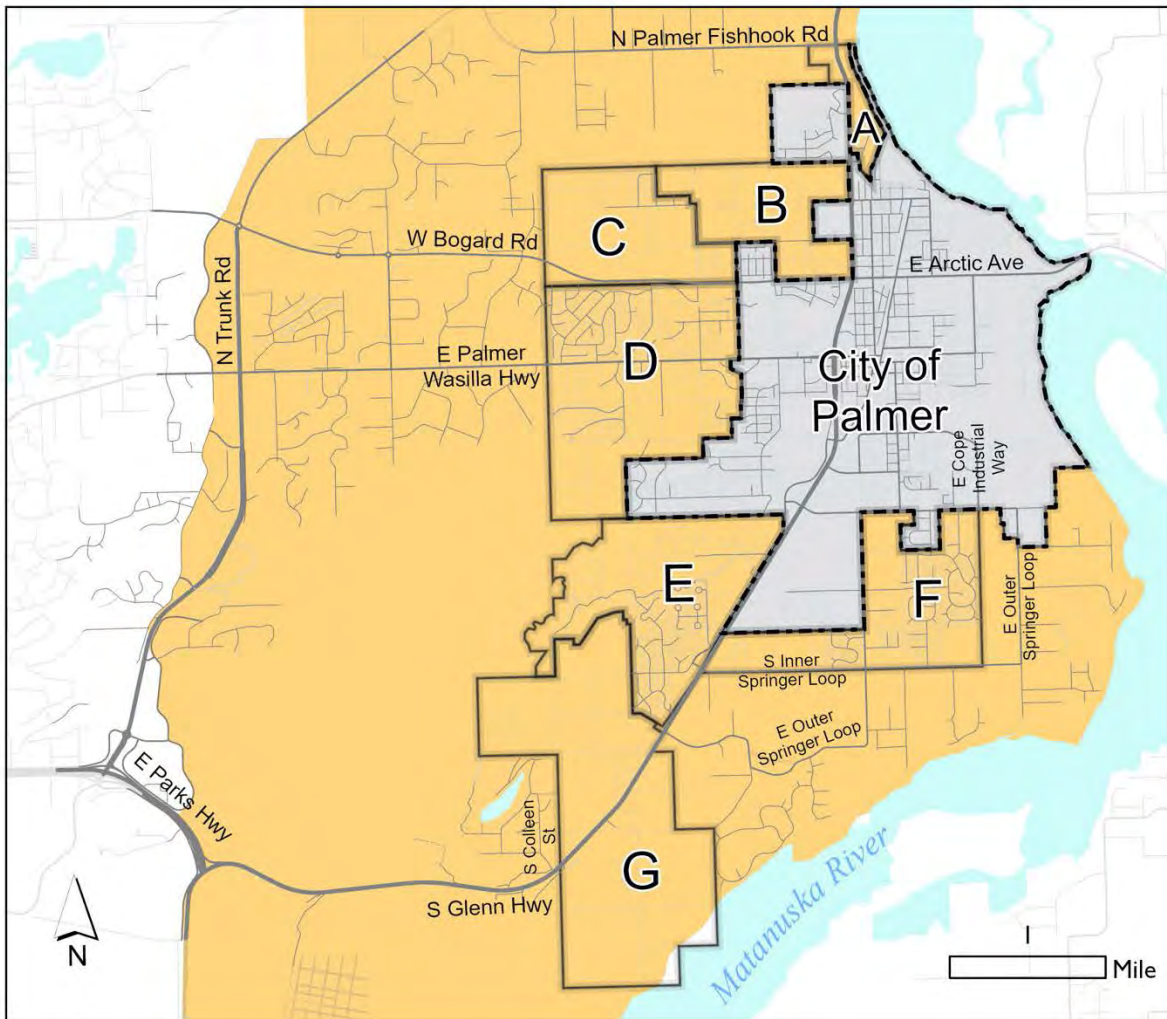 N Palmer Fishhook Rd
A
B
C
W Bogard Rd
E Arctic Ave
N Trunk Rd
E Palmer
Wasilla Hwy
D
City of
Palmer
E Cope
Industrial
Way
E
F
E Outer
Springer Loop
S Inner
Springer Loop
E Outer
Springer Loop
E Parks Hwy
S Colleen
St
G
S Glenn Hwy
Matanuska River
N
1
Mile